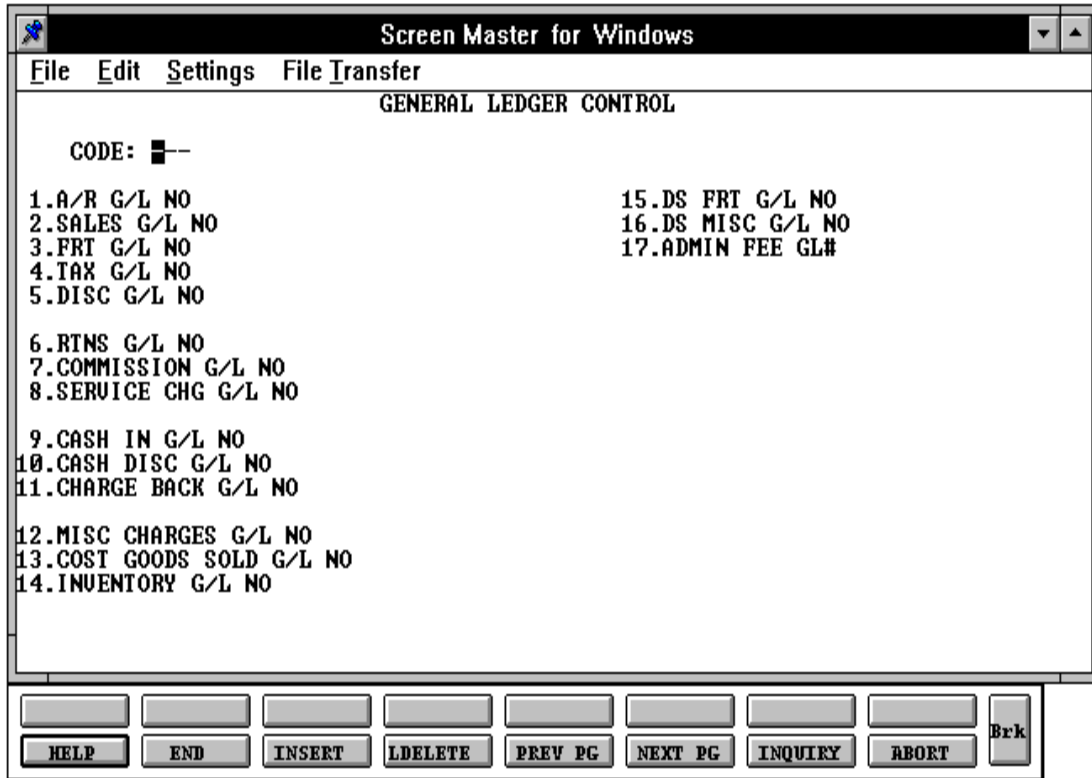 Screen Master for Windows
File Edit Settings File Transfer
GENERAL LEDGER CONTROL
CODE: ---
1.A/R G/L NO
2.SALES G/L NO
3.FRT G/L NO
4.TAX G/L NO
5.DISC G/L NO
6.RTNS G/L NO
7.COMMISSION G/L NO
8.SERVICE CHG G/L NO
9.CASH IN G/L NO
10.CASH DISC G/L NO
11.CHARGE BACK G/L NO
12.MISC CHARGES G/L NO
13.COST GOODS SOLD G/L NO
14.INVENTORY G/L NO
15.DS FRT G/L NO
16.DS MISC G/L NO
17.ADMIN FEE GL#
HELP END INSERT LDELETE PREV PG NEXT PG INQUIRY ABORT Brk